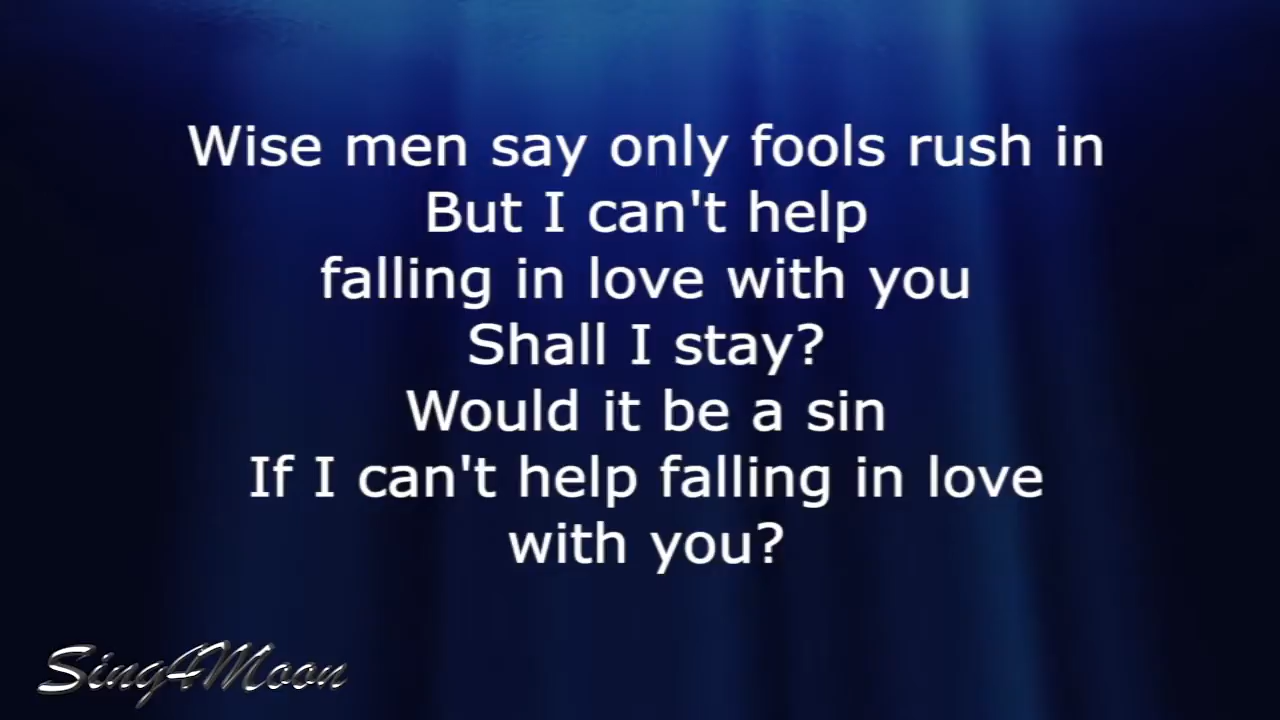 Wise men say only fools rush in
But I can't help
falling in love with you
Shall I stay?
Would it be a sin
If I can't help falling in love
with you?
Sing4Moon